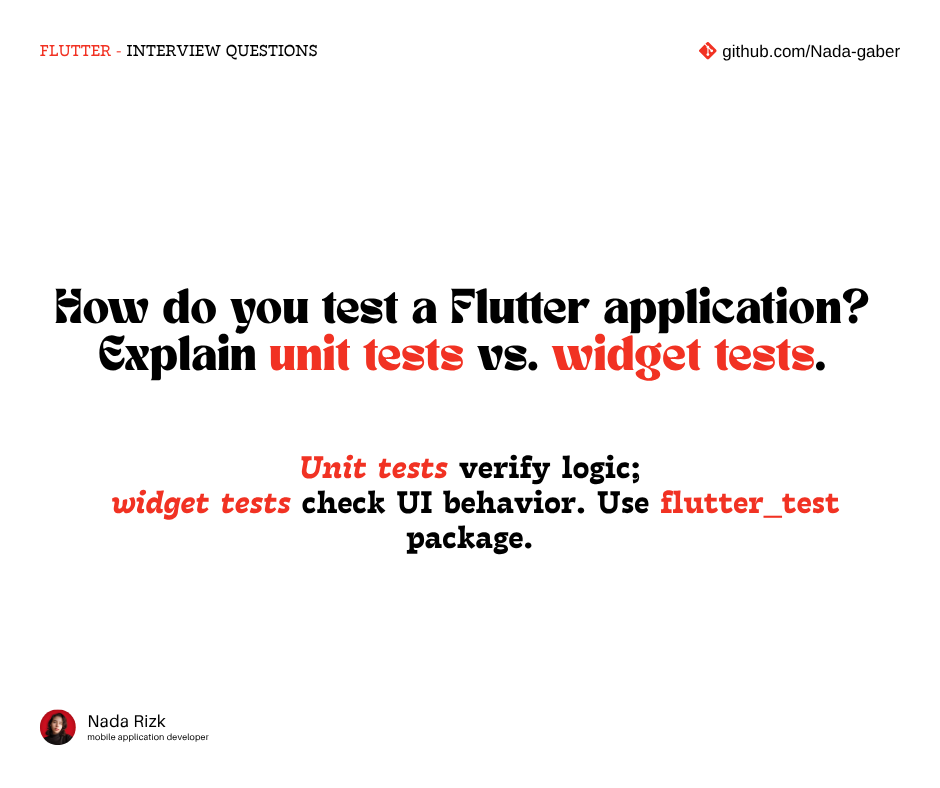 FLUTTER - INTERVIEW QUESTIONS
github.com/Nada-gaber
How do you test a Flutter application?
Explain unit tests vs. widget tests.
Unit tests verify logic;
widget tests check UI behavior. Use flutter_test
package.
Nada Rizk
mobile application developer